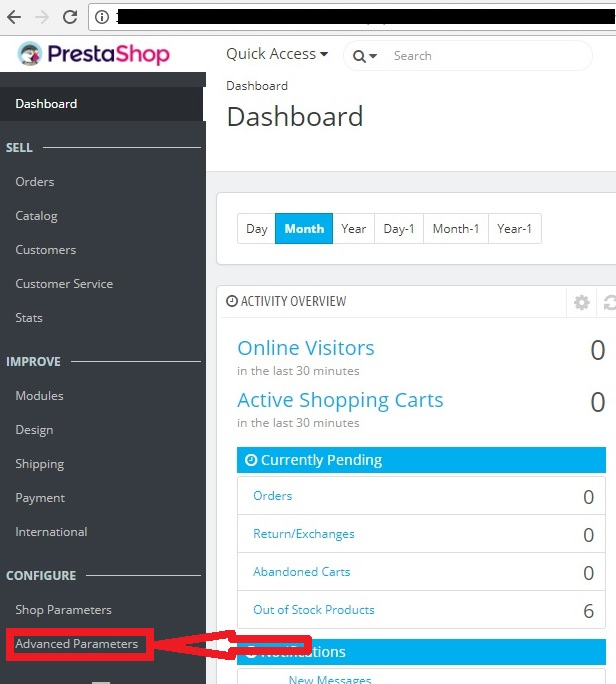 PrestaShop
Quick Access
Search
Dashboard
Dashboard
Dashboard
SELL
Orders
Catalog
Customers
Customer Service
Stats
IMPROVE
Modules
Design
Shipping
Payment
International
CONFIGURE
Shop Parameters
Advanced Parameters
Day Month Year Day-1 Month-1 Year-1
ACTIVITY OVERVIEW
Online Visitors 0
in the last 30 minutes
Active Shopping Carts 0
in the last 30 minutes
Currently Pending
Orders 0
Return/Exchanges 0
Abandoned Carts 0
Out of Stock Products 6
Notifications
New Messages